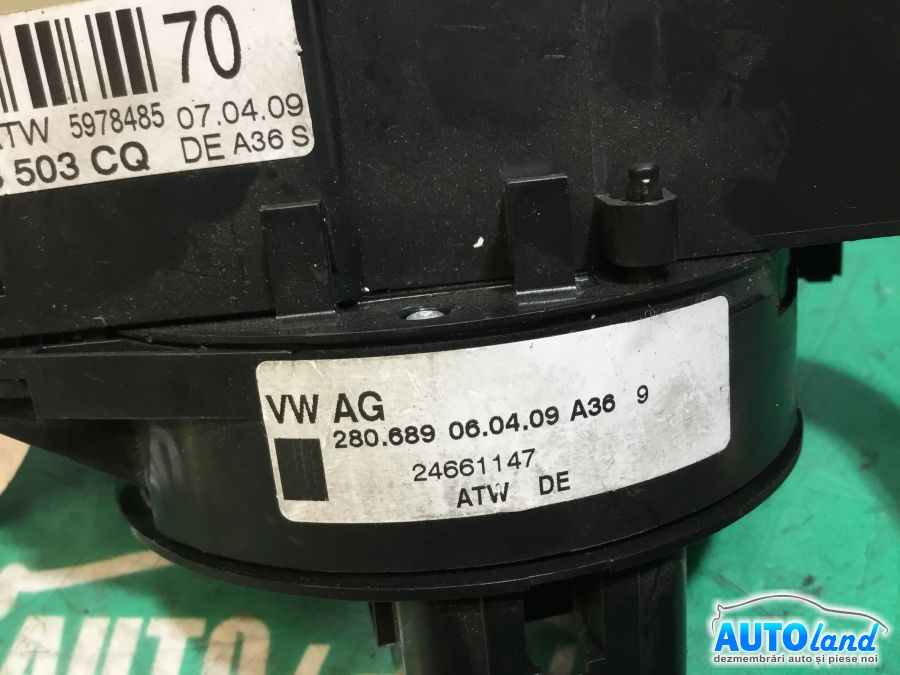 70
ATW 5978485 07.04.09
503 CQ DE A36 S
VW AG
280.689 06.04.09 A36 9
24661147
ATW DE
AUTOland
dezmembrări auto și piese noi
AUTO